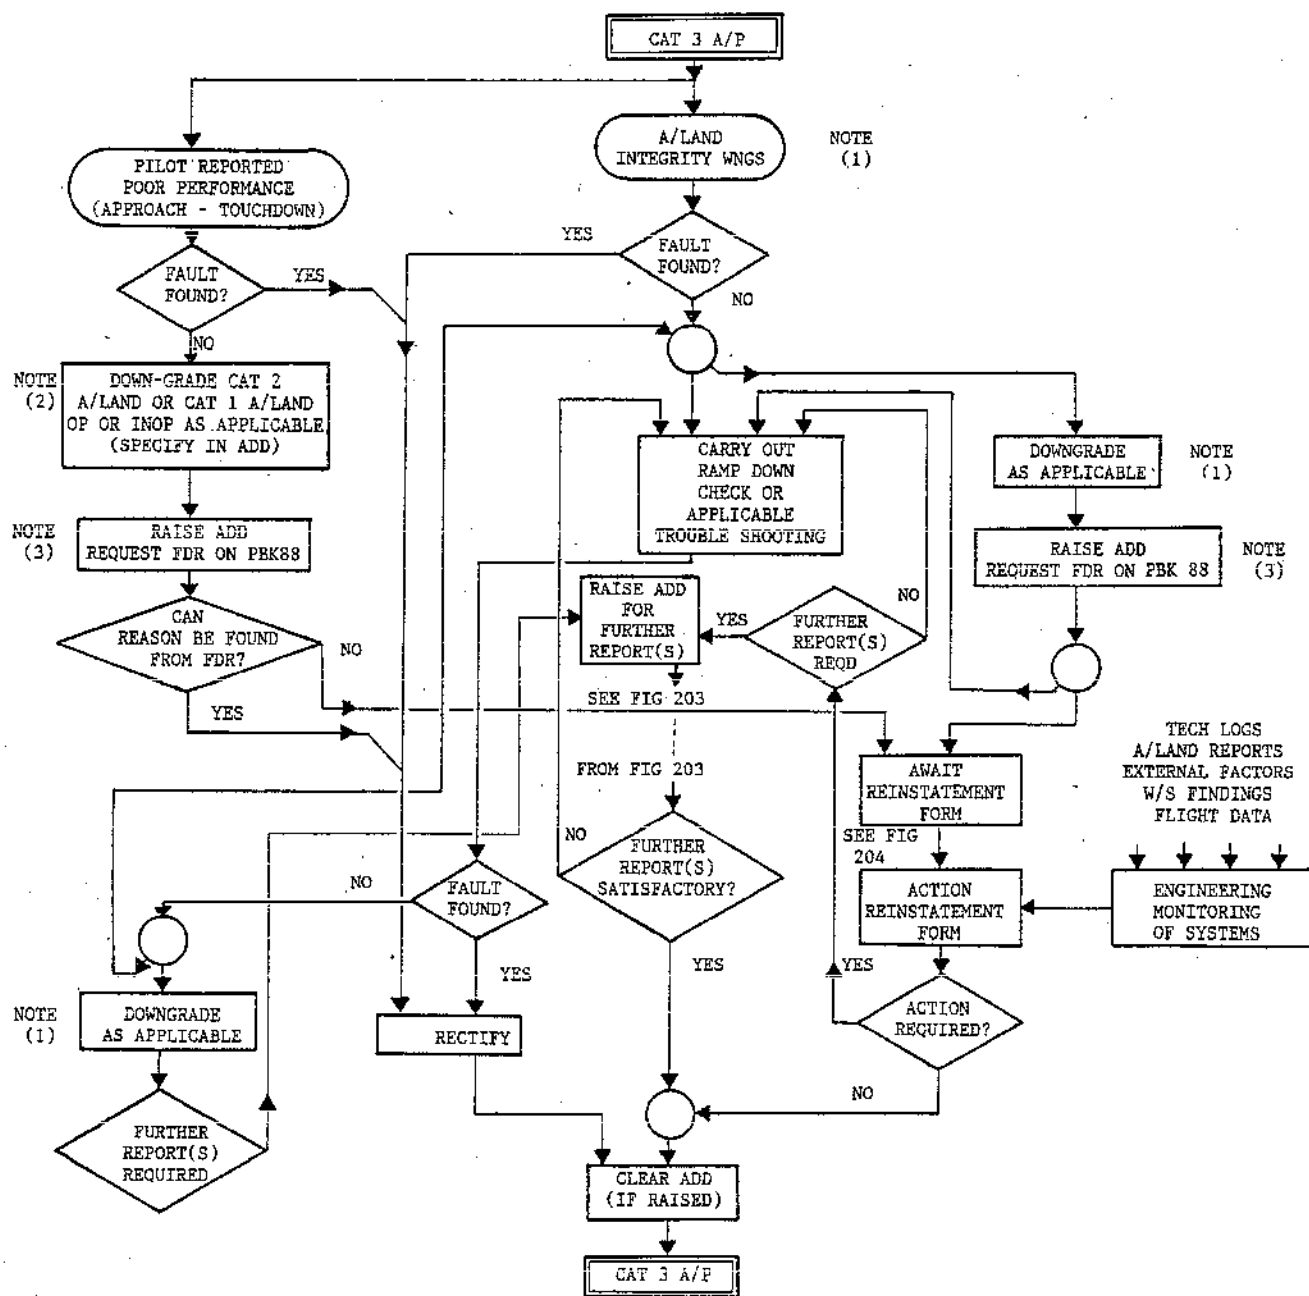 CAT 3 A/P
A/LAND
INTEGRITY WNGS
NOTE
(1)
PILOT REPORTED
POOR PERFORMANCE
(APPROACH - TOUCHDOWN)
FAULT
FOUND?
YES
NO
YES
FAULT
FOUND?
NO
NOTE
(2)
DOWN-GRADE CAT 2
A/LAND OR CAT 1 A/LAND
OP OR INOP AS APPLICABLE
(SPECIFY IN ADD)
CARRY OUT
RAMP DOWN
CHECK OR
APPLICABLE
TROUBLE SHOOTING
DOWNGRADE
AS APPLICABLE
NOTE
(1)
NOTE
(3)
RAISE ADD
REQUEST FDR ON PBK88
RAISE ADD
REQUEST FDR ON PBK 88
NOTE
(3)
CAN
REASON BE FOUND
FROM FDR?
NO
YES
RAISE ADD
FOR
FURTHER
REPORT(S)
YES
FURTHER
REPORT(S)
REQD
NO
SEE FIG 203
FROM FIG 203
AWAIT
REINSTATEMENT
FORM
TECH LOGS
A/LAND REPORTS
EXTERNAL FACTORS
W/S FINDINGS
FLIGHT DATA
SEE FIG
204
NO
FURTHER
REPORT(S)
SATISFACTORY?
YES
ACTION
REINSTATEMENT
FORM
ENGINEERING
MONITORING
OF SYSTEMS
NO
FAULT
FOUND?
YES
YES
ACTION
REQUIRED?
NO
NOTE
(1)
DOWNGRADE
AS APPLICABLE
RECTIFY
FURTHER
REPORT(S)
REQUIRED
CLEAR ADD
(IF RAISED)
CAT 3 A/P